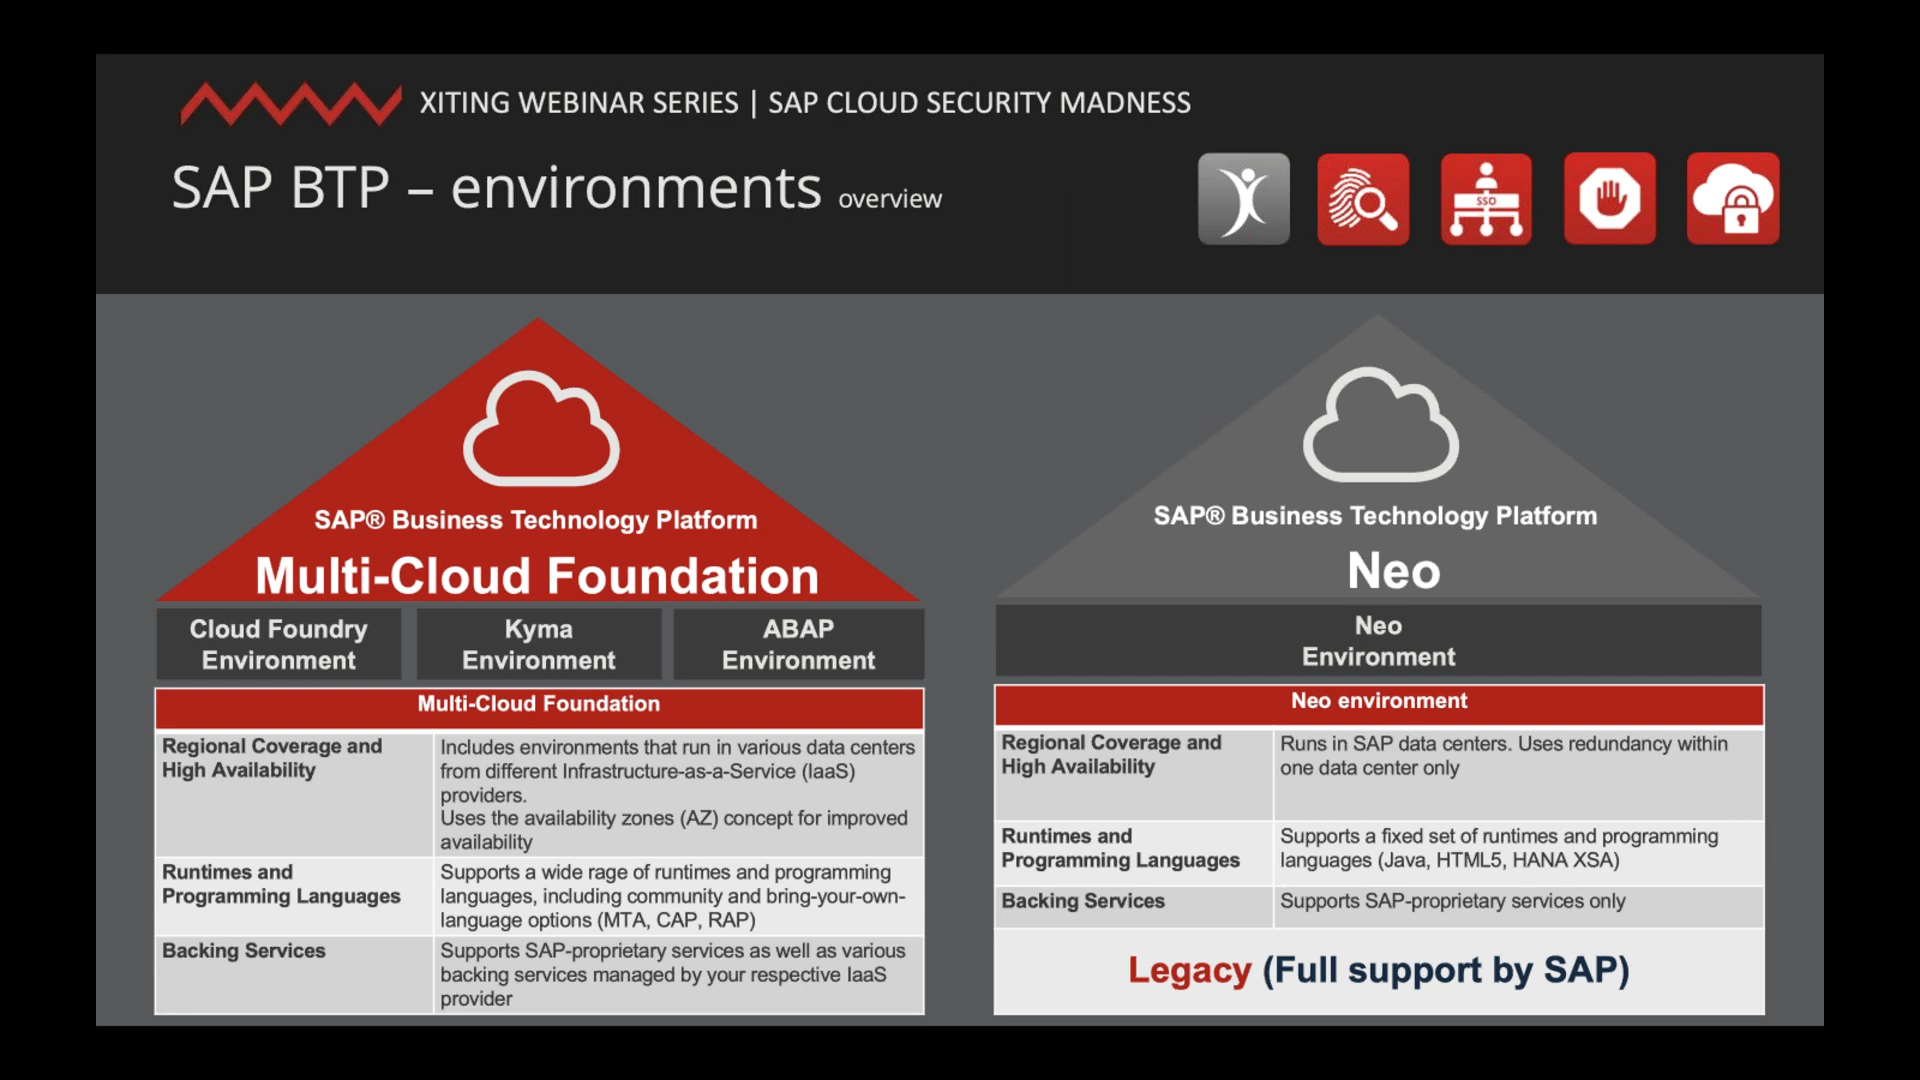 XITING WEBINAR SERIES | SAP CLOUD SECURITY MADNESS
SAP BTP – environments overview
SSO
SAP® Business Technology Platform
Multi-Cloud Foundation
Cloud Foundry
Environment
Kyma
Environment
ABAP
Environment
Multi-Cloud Foundation
Regional Coverage and
High Availability
Includes environments that run in various data centers
from different Infrastructure-as-a-Service (IaaS)
providers.
Uses the availability zones (AZ) concept for improved
availability
Runtimes and
Programming Languages
Supports a wide rage of runtimes and programming
languages, including community and bring-your-own-
language options (MTA, CAP, RAP)
Backing Services
Supports SAP-proprietary services as well as various
backing services managed by your respective IaaS
provider
SAP® Business Technology Platform
Neo
Neo
Environment
Neo environment
Regional Coverage and
High Availability
Runs in SAP data centers. Uses redundancy within
one data center only
Runtimes and
Programming Languages
Supports a fixed set of runtimes and programming
languages (Java, HTML5, HANA XSA)
Backing Services
Supports SAP-proprietary services only
Legacy (Full support by SAP)